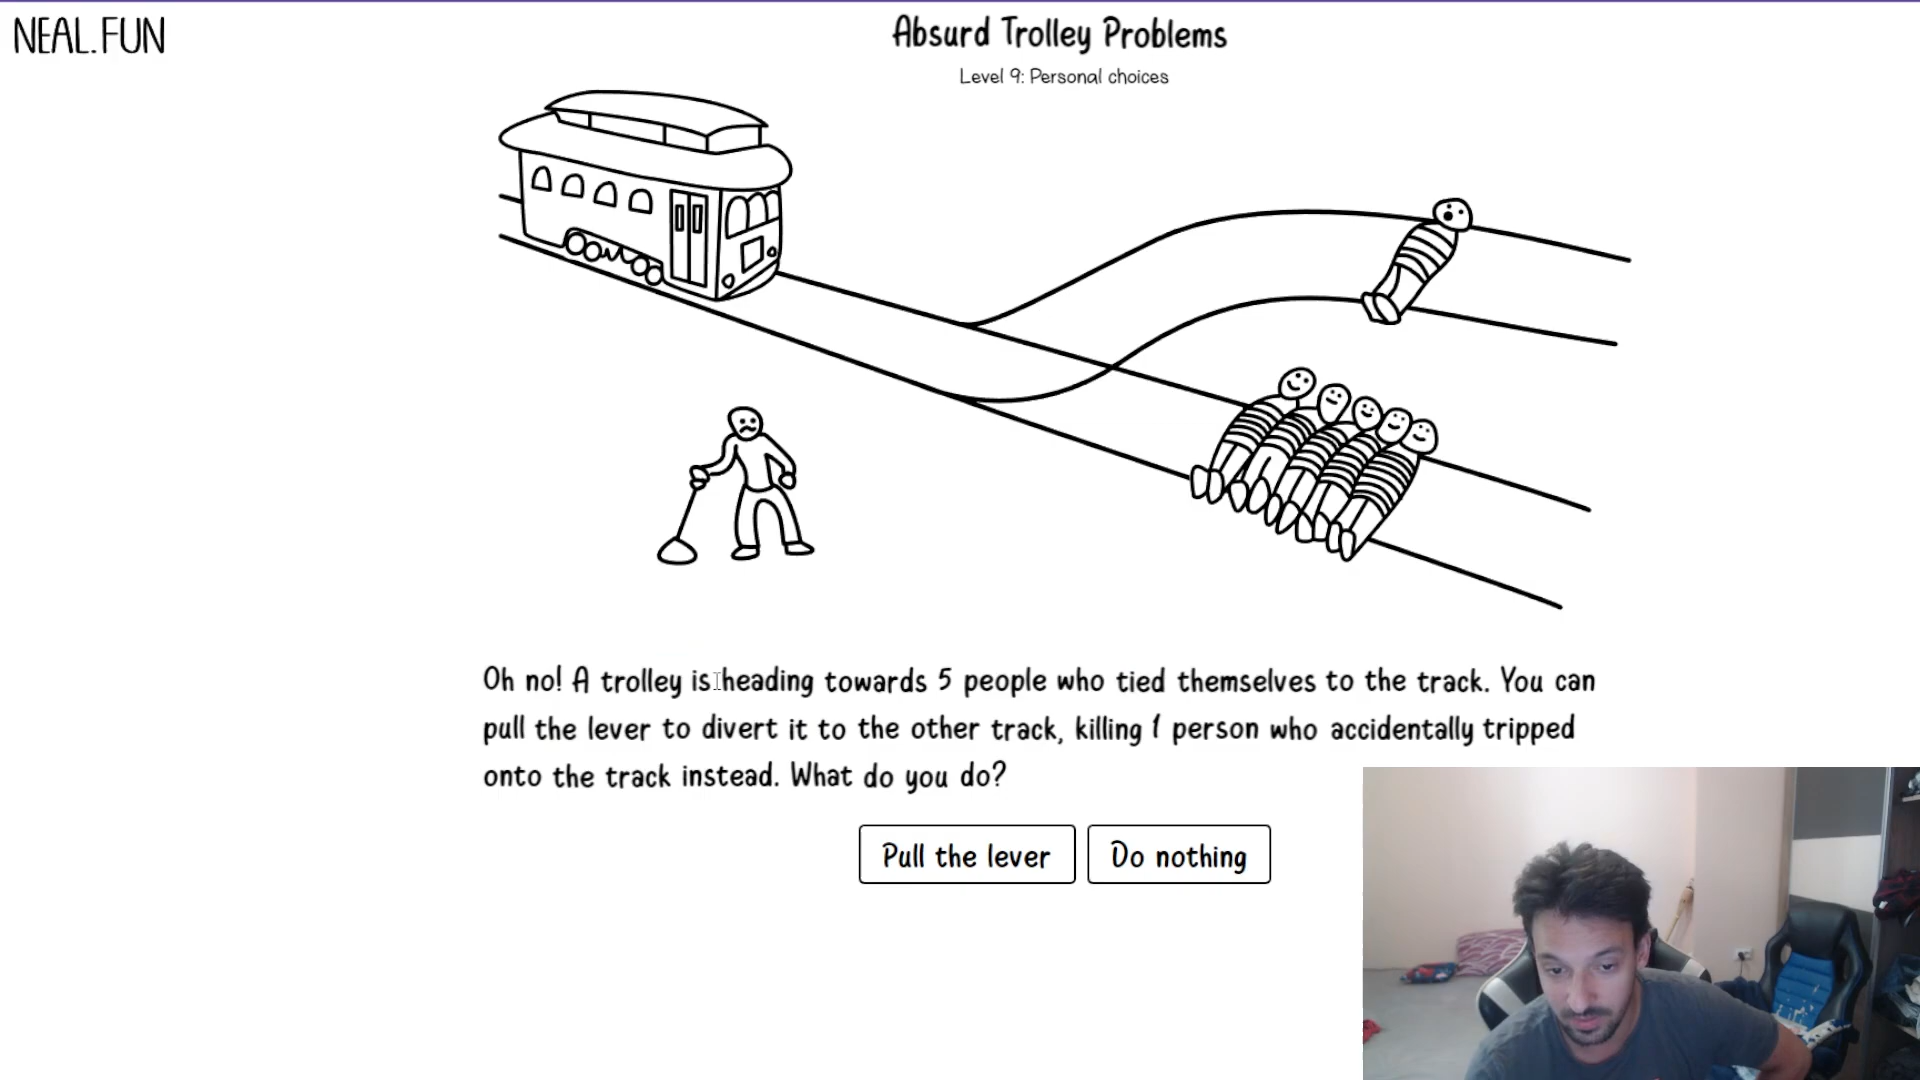 NEAL.FUN
Absurd Trolley Problems
Level 9: Personal choices
Oh no! A trolley is heading towards 5 people who tied themselves to the track. You can
pull the lever to divert it to the other track, killing 1 person who accidentally tripped
onto the track instead. What do you do?
Pull the lever
Do nothing